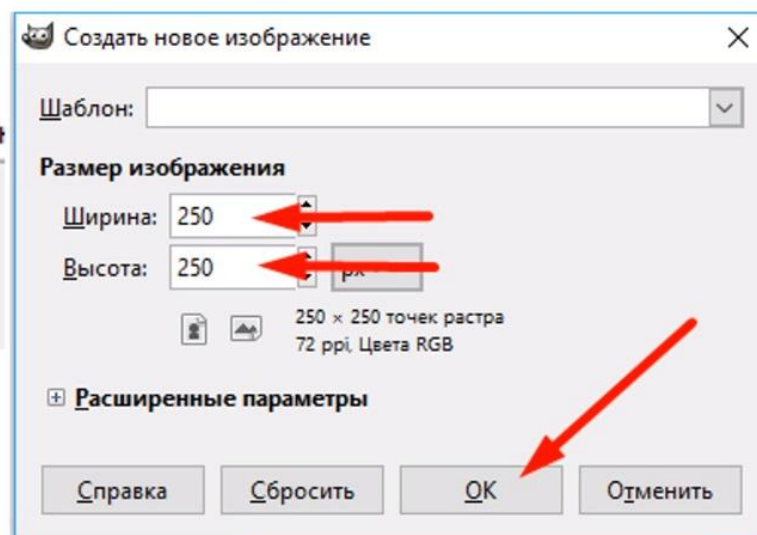 Создать новое изображение
Шаблон:
Размер изображения
Ширина: 250
Высота: 250 px
250 × 250 точек растра
72 ppi, Цвета RGB
Расширенные параметры
Справка Сбросить OK Отменить